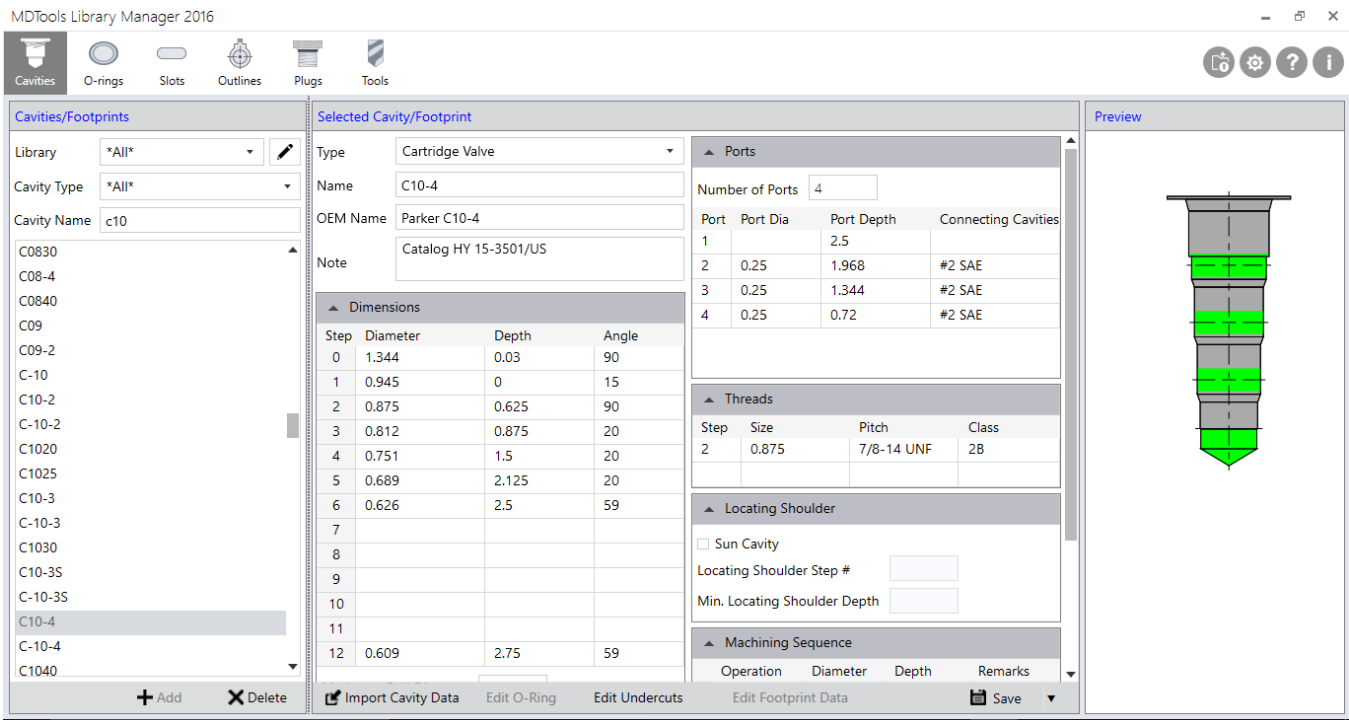 MDTools Library Manager 2016
Cavities O-rings Slots Outlines Plugs Tools
Cavities/Footprints
Library *All*
Cavity Type *All*
Cavity Name c10
C0830
C08-4
C0840
C09
C09-2
C-10
C10-2
C-10-2
C1020
C1025
C10-3
C-10-3
C1030
C10-3S
C-10-3S
C10-4
C-10-4
C1040
Add Delete
Selected Cavity/Footprint
Type Cartridge Valve
Name C10-4
OEM Name Parker C10-4
Note Catalog HY 15-3501/US
Dimensions
Step Diameter Depth Angle
0 1.344 0.03 90
1 0.945 0 15
2 0.875 0.625 90
3 0.812 0.875 20
4 0.751 1.5 20
5 0.689 2.125 20
6 0.626 2.5 59
7
8
9
10
11
12 0.609 2.75 59
Ports
Number of Ports 4
Port Port Dia Port Depth Connecting Cavities
1 2.5
2 0.25 1.968 #2 SAE
3 0.25 1.344 #2 SAE
4 0.25 0.72 #2 SAE
Threads
Step Size Pitch Class
2 0.875 7/8-14 UNF 2B
Locating Shoulder
Sun Cavity
Locating Shoulder Step #
Min. Locating Shoulder Depth
Machining Sequence
Operation Diameter Depth Remarks
Import Cavity Data Edit O-Ring Edit Undercuts Edit Footprint Data Save
Preview